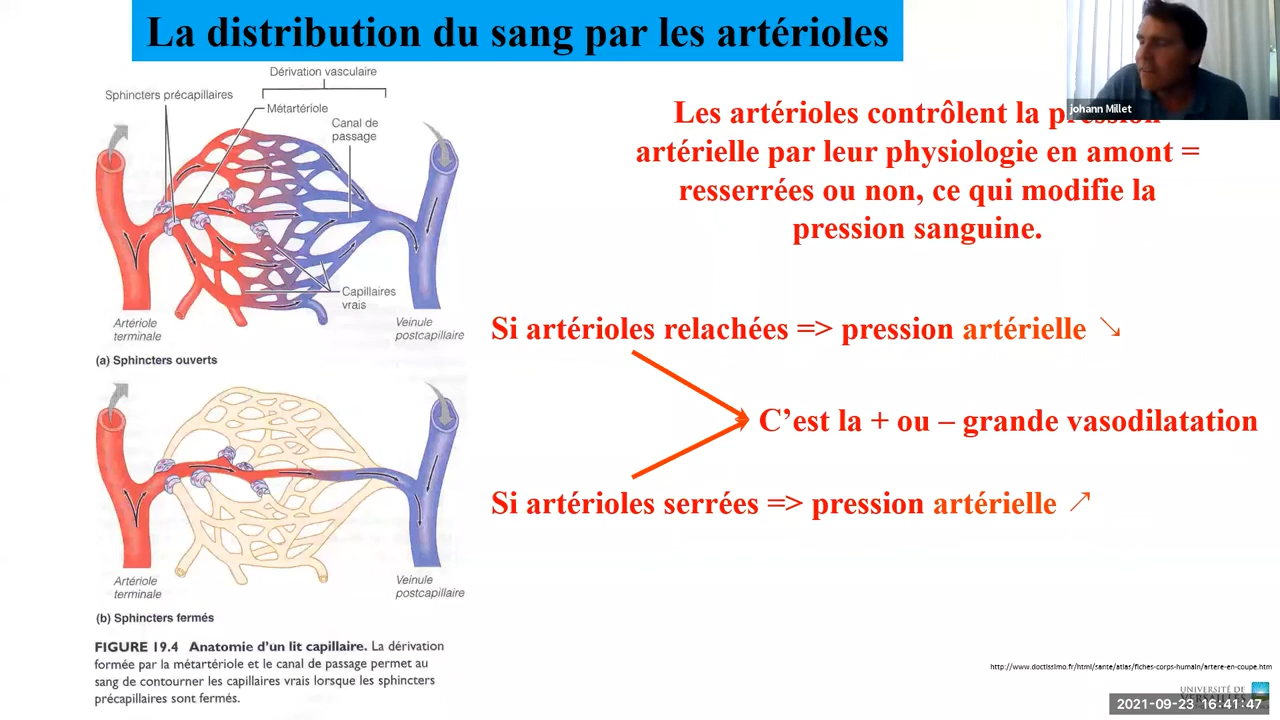 La distribution du sang par les artérioles
johann Millet
Dérivation vasculaire
Sphincters précapillaires
Métartériole
Canal de
passage
Capillaires
vrais
Artériole
terminale
Veinule
postcapillaire
(a) Sphincters ouverts
Artériole
terminale
Veinule
postcapillaire
(b) Sphincters fermés
FIGURE 19.4 Anatomie d'un lit capillaire. La dérivation
formée par la métartériole et le canal de passage permet au
sang de contourner les capillaires vrais lorsque les sphincters
précapillaires sont fermés.
Les artérioles contrôlent la pression
artérielle par leur physiologie en amont =
resserrées ou non, ce qui modifie la
pression sanguine.
Si artérioles relachées => pression artérielle ↘
C’est la + ou – grande vasodilatation
Si artérioles serrées => pression artérielle ↗
http://www.doctissimo.fr/html/sante/atlas/fiches-corps-humain/artere-en-coupe.htm
UNIVERSITÉ DE
VERSAILLES
2021-09-23 16:41:47